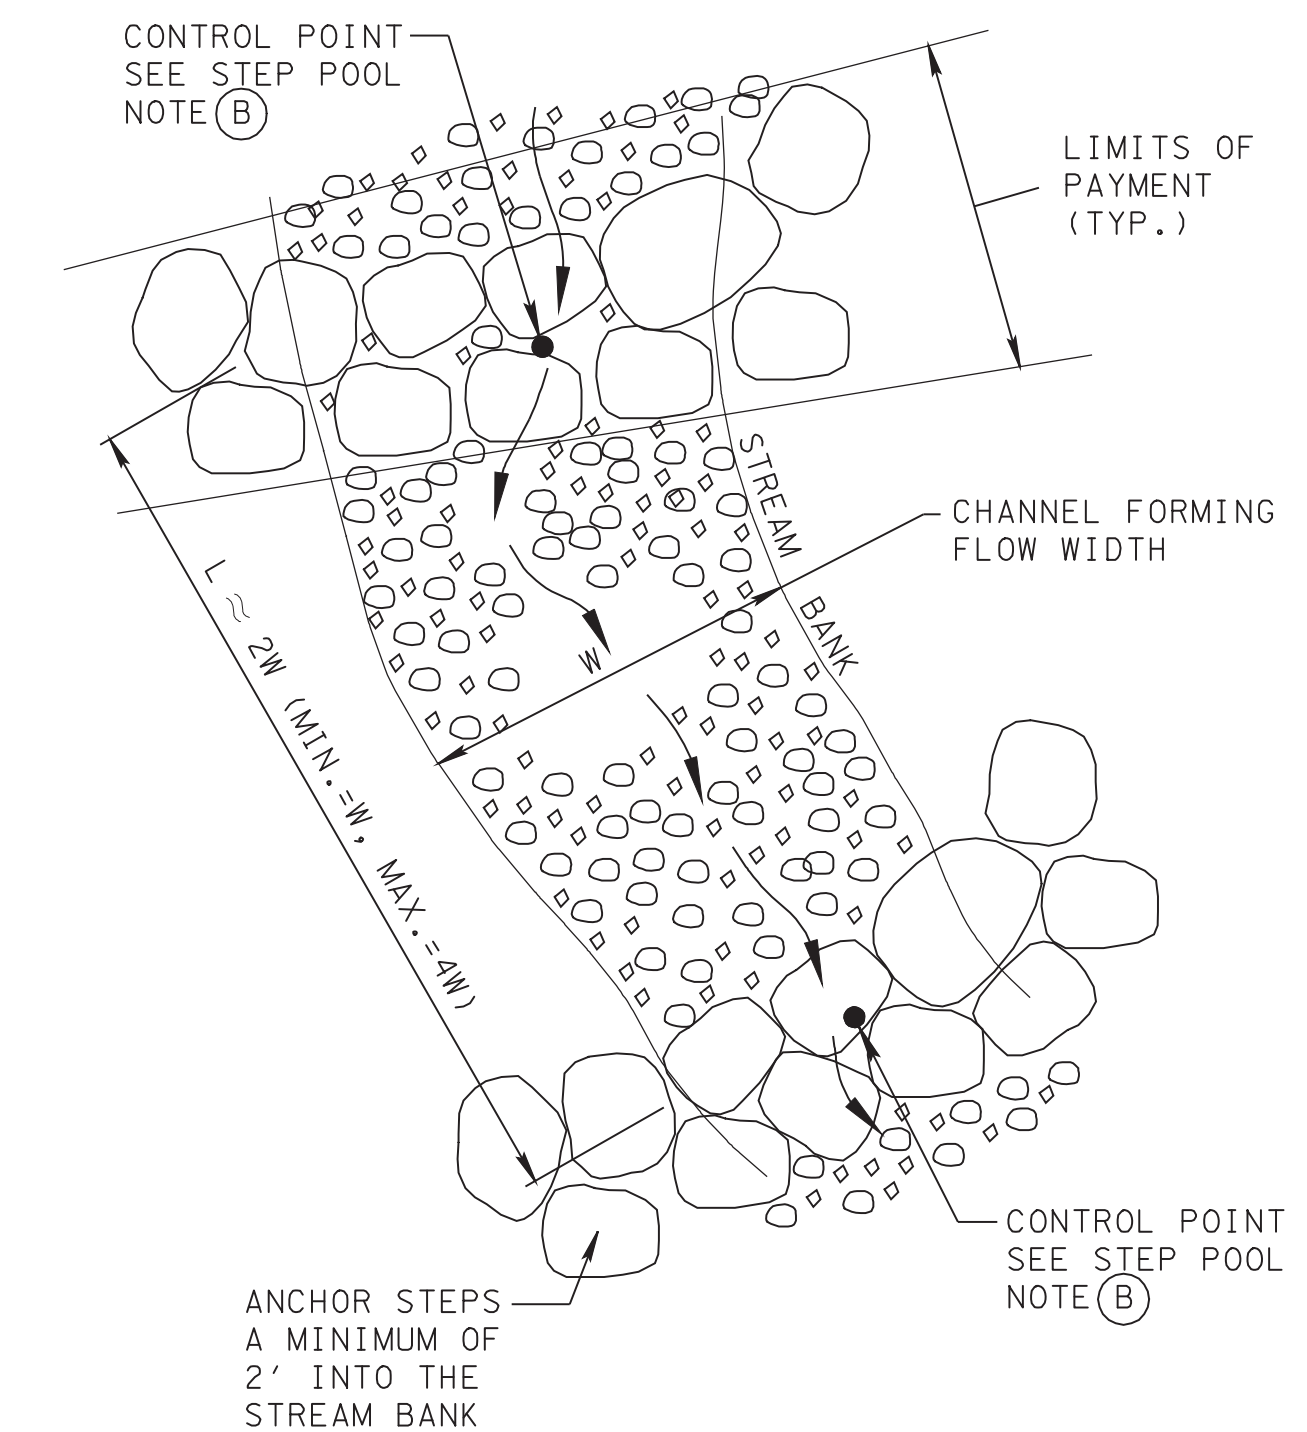 CONTROL POINT
SEE STEP POOL
NOTE B
LIMITS OF
PAYMENT
(TYP.)
STREAM BANK
CHANNEL FORMING
FLOW WIDTH
W
L ≈ 2W (MIN.=W, MAX.=4W)
CONTROL POINT
SEE STEP POOL
NOTE B
ANCHOR STEPS
A MINIMUM OF
2' INTO THE
STREAM BANK